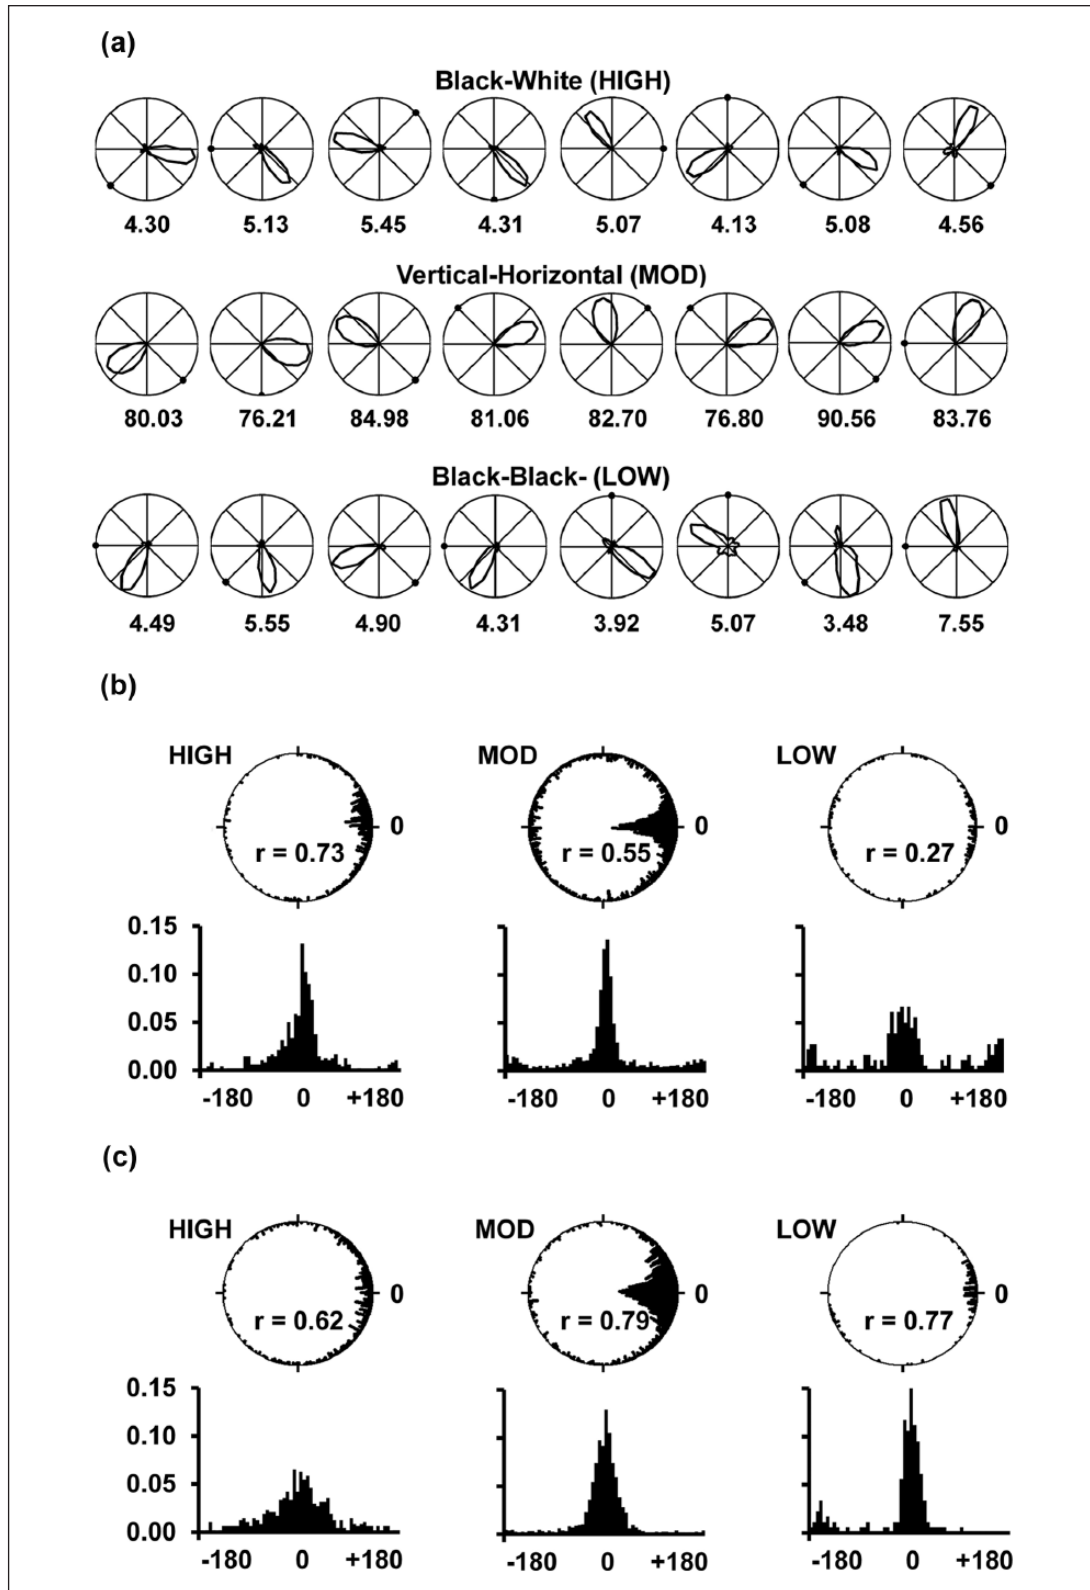 (a)
Black-White (HIGH)
4.30 5.13 5.45 4.31 5.07 4.13 5.08 4.56
Vertical-Horizontal (MOD)
80.03 76.21 84.98 81.06 82.70 76.80 90.56 83.76
Black-Black- (LOW)
4.49 5.55 4.90 4.31 3.92 5.07 3.48 7.55
(b)
HIGH MOD LOW
0 0 0
r = 0.73 r = 0.55 r = 0.27
0.15
0.10
0.05
0.00
-180 0 +180 -180 0 +180 -180 0 +180
(c)
HIGH MOD LOW
0 0 0
r = 0.62 r = 0.79 r = 0.77
0.15
0.10
0.05
0.00
-180 0 +180 -180 0 +180 -180 0 +180